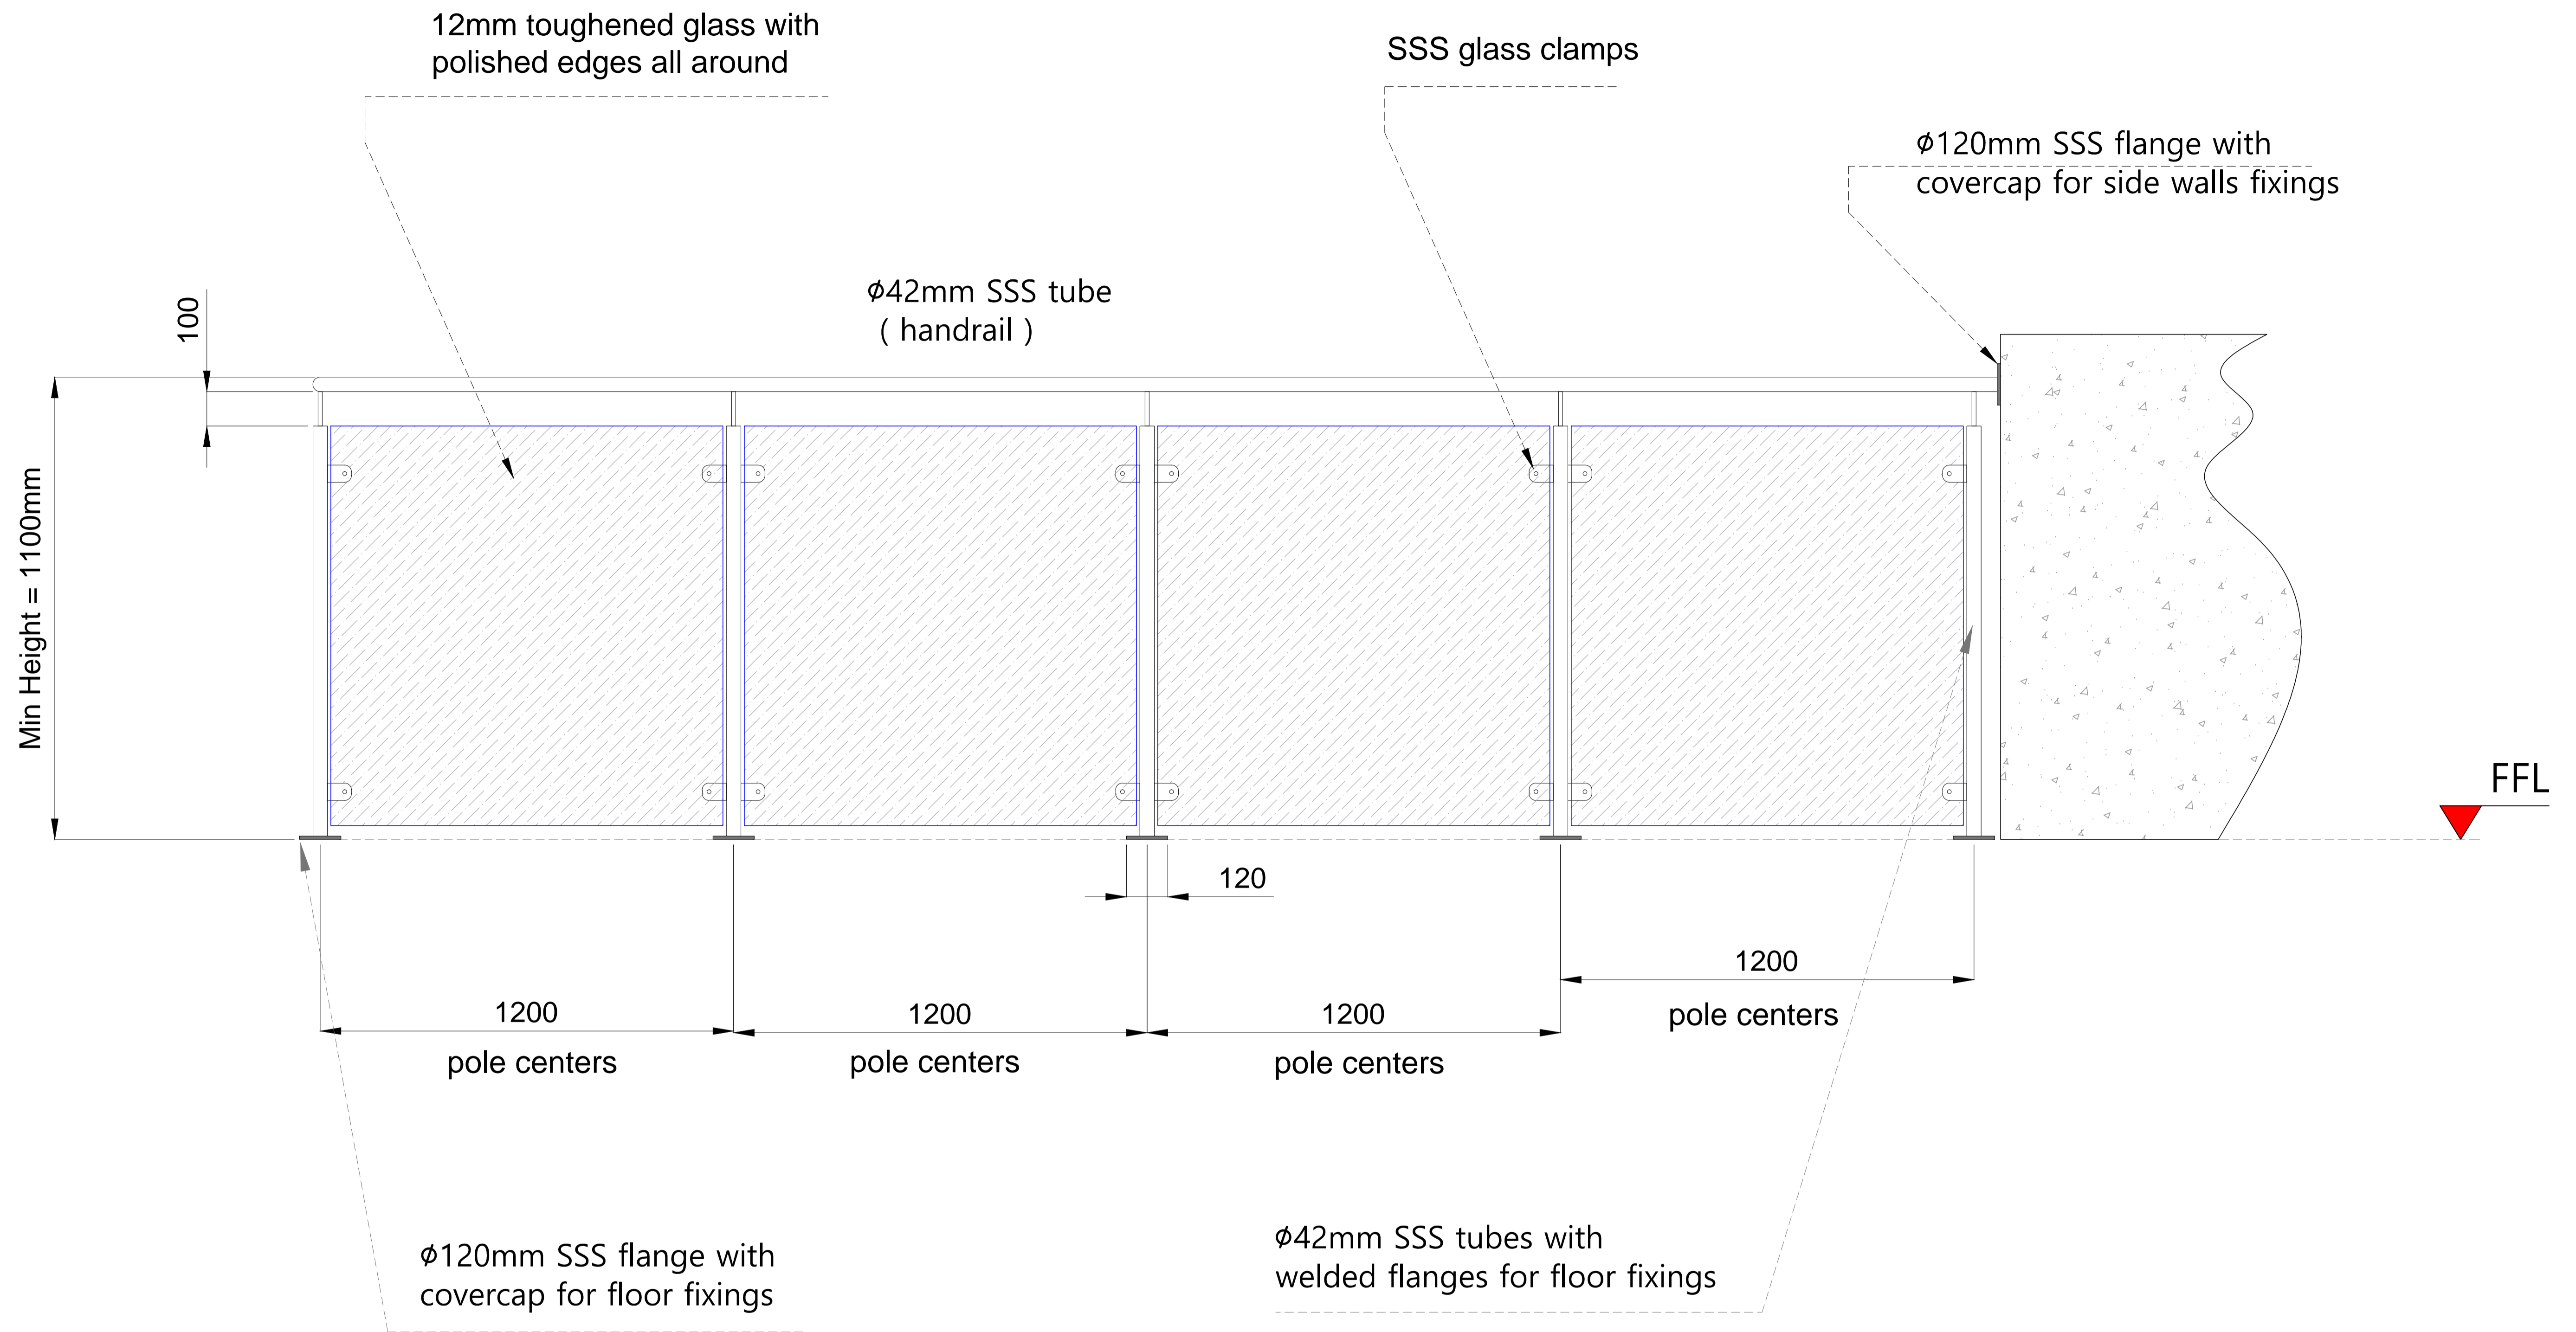 12mm toughened glass with
polished edges all around
SSS glass clamps
ϕ120mm SSS flange with
covercap for side walls fixings
ϕ42mm SSS tube
( handrail )
100
Min Height = 1100mm
FFL
120
1200
pole centers
1200
pole centers
1200
pole centers
1200
pole centers
ϕ120mm SSS flange with
covercap for floor fixings
ϕ42mm SSS tubes with
welded flanges for floor fixings